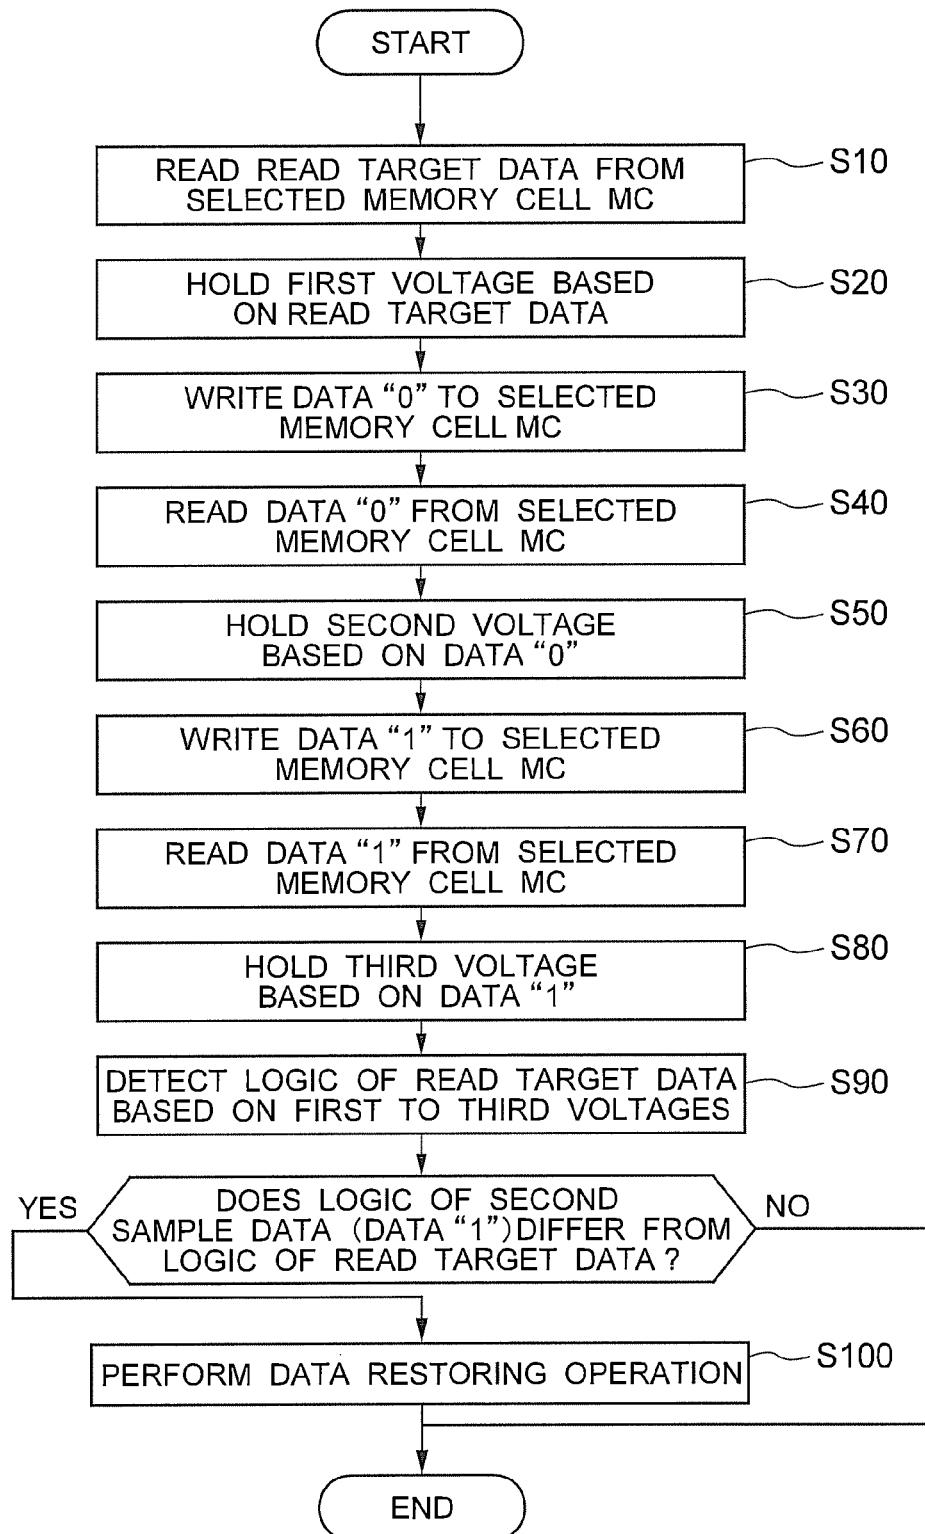 START
READ READ TARGET DATA FROM
SELECTED MEMORY CELL MC
S10
HOLD FIRST VOLTAGE BASED
ON READ TARGET DATA
S20
WRITE DATA “0” TO SELECTED
MEMORY CELL MC
S30
READ DATA “0” FROM SELECTED
MEMORY CELL MC
S40
HOLD SECOND VOLTAGE
BASED ON DATA “0”
S50
WRITE DATA “1” TO SELECTED
MEMORY CELL MC
S60
READ DATA “1” FROM SELECTED
MEMORY CELL MC
S70
HOLD THIRD VOLTAGE
BASED ON DATA “1”
S80
DETECT LOGIC OF READ TARGET DATA
BASED ON FIRST TO THIRD VOLTAGES
S90
YES
DOES LOGIC OF SECOND
SAMPLE DATA (DATA “1”) DIFFER FROM
LOGIC OF READ TARGET DATA ?
NO
PERFORM DATA RESTORING OPERATION
S100
END